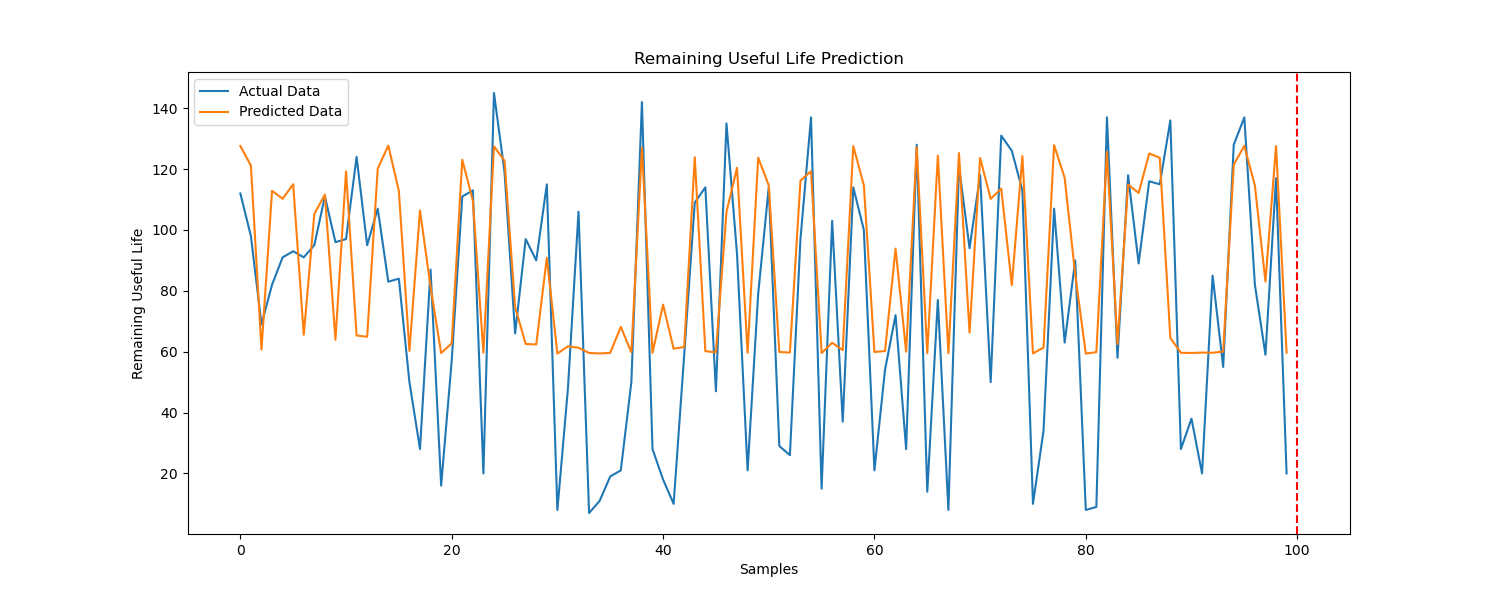 Remaining Useful Life Prediction
Actual Data
Predicted Data
Remaining Useful Life
140
120
100
80
60
40
20
0
20
40
60
80
100
Samples